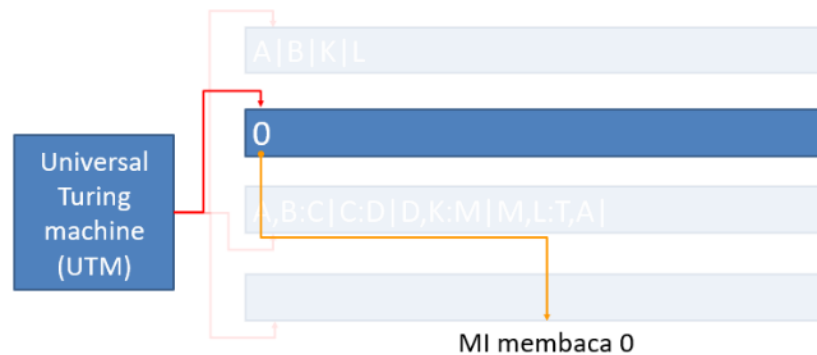 A|B|K|L
0
Universal
Turing
machine
(UTM)
A,B:C|C:D|D,K:M|M,L:T,A|
MI membaca 0